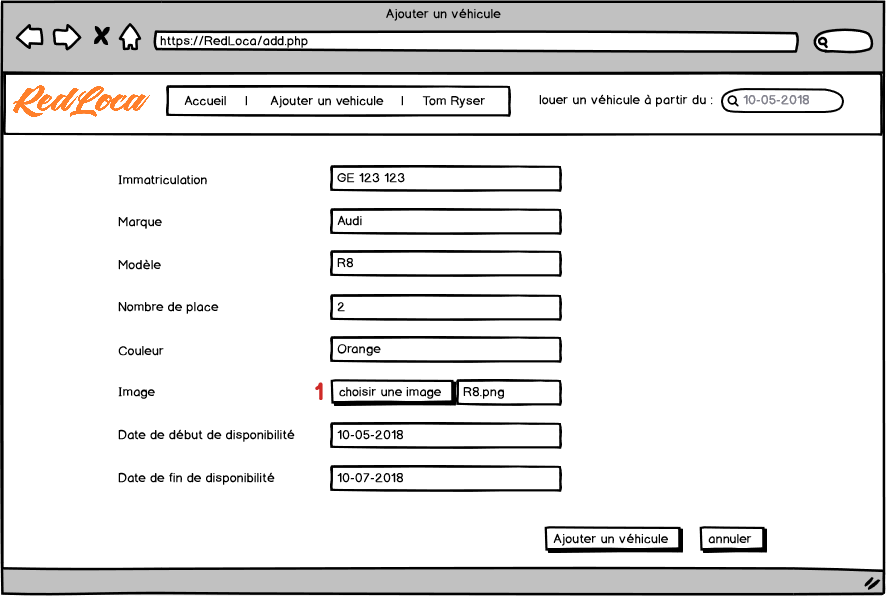 Ajouter un véhicule
https://RedLoca/add.php
RedLoca
Accueil | Ajouter un vehicule | Tom Ryser
louer un véhicule à partir du : 10-05-2018
Immatriculation GE 123 123
Marque Audi
Modèle R8
Nombre de place 2
Couleur Orange
Image 1 choisir une image R8.png
Date de début de disponibilité 10-05-2018
Date de fin de disponibilité 10-07-2018
Ajouter un véhicule annuler